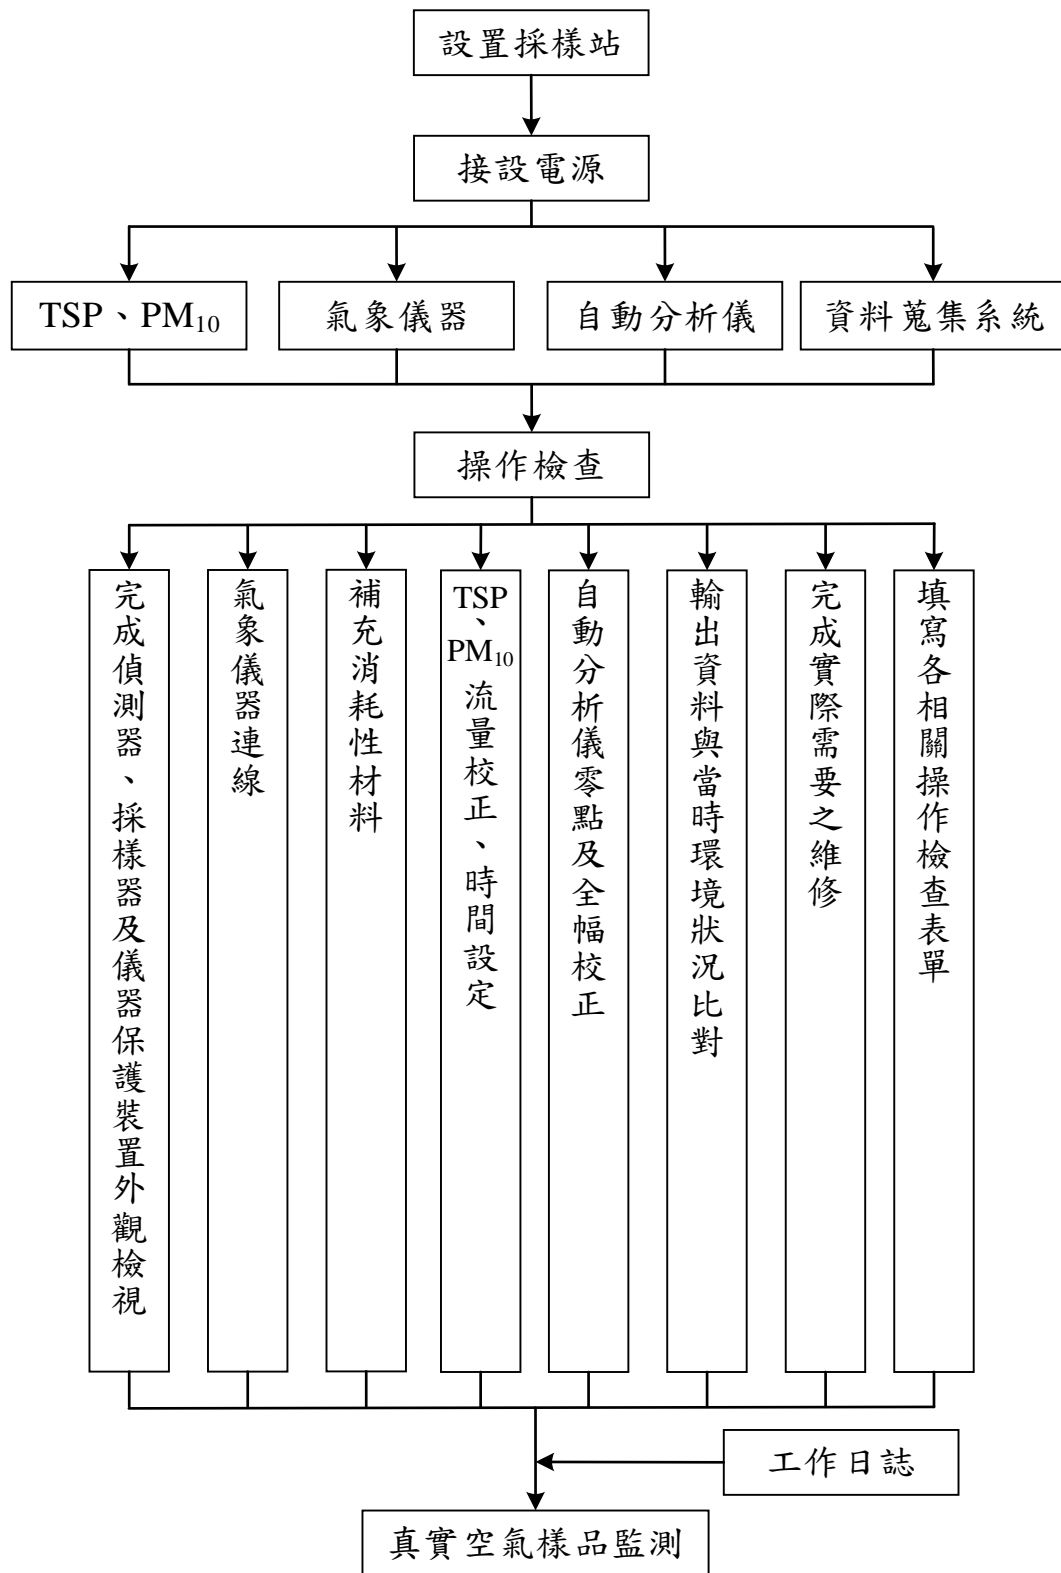 設置採樣站
接設電源
TSP、PM₁₀
氣象儀器
自動分析儀
資料蒐集系統
操作檢查
完成偵測器、採樣器及儀器保護裝置外觀檢視
氣象儀器連線
補充消耗性材料
TSP、PM₁₀流量校正、時間設定
自動分析儀零點及全幅校正
輸出資料與當時環境狀況比對
完成實際需要之維修
填寫各相關操作檢查表單
工作日誌
真實空氣樣品監測